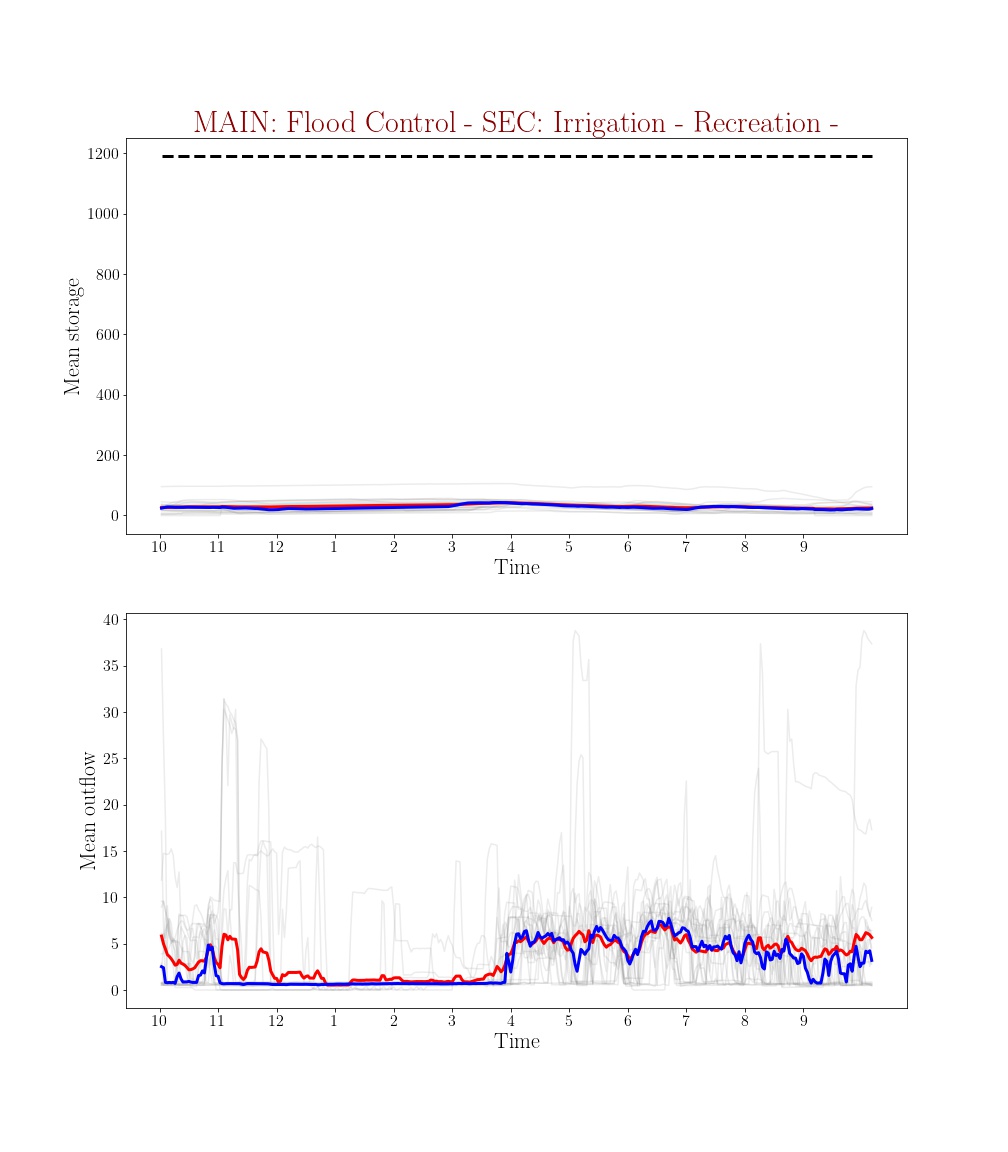 MAIN: Flood Control - SEC: Irrigation - Recreation -
1200
1000
800
600
400
200
0
Mean storage
10 11 12 1 2 3 4 5 6 7 8 9
Time
40
35
30
25
20
15
10
5
0
Mean outflow
10 11 12 1 2 3 4 5 6 7 8 9
Time